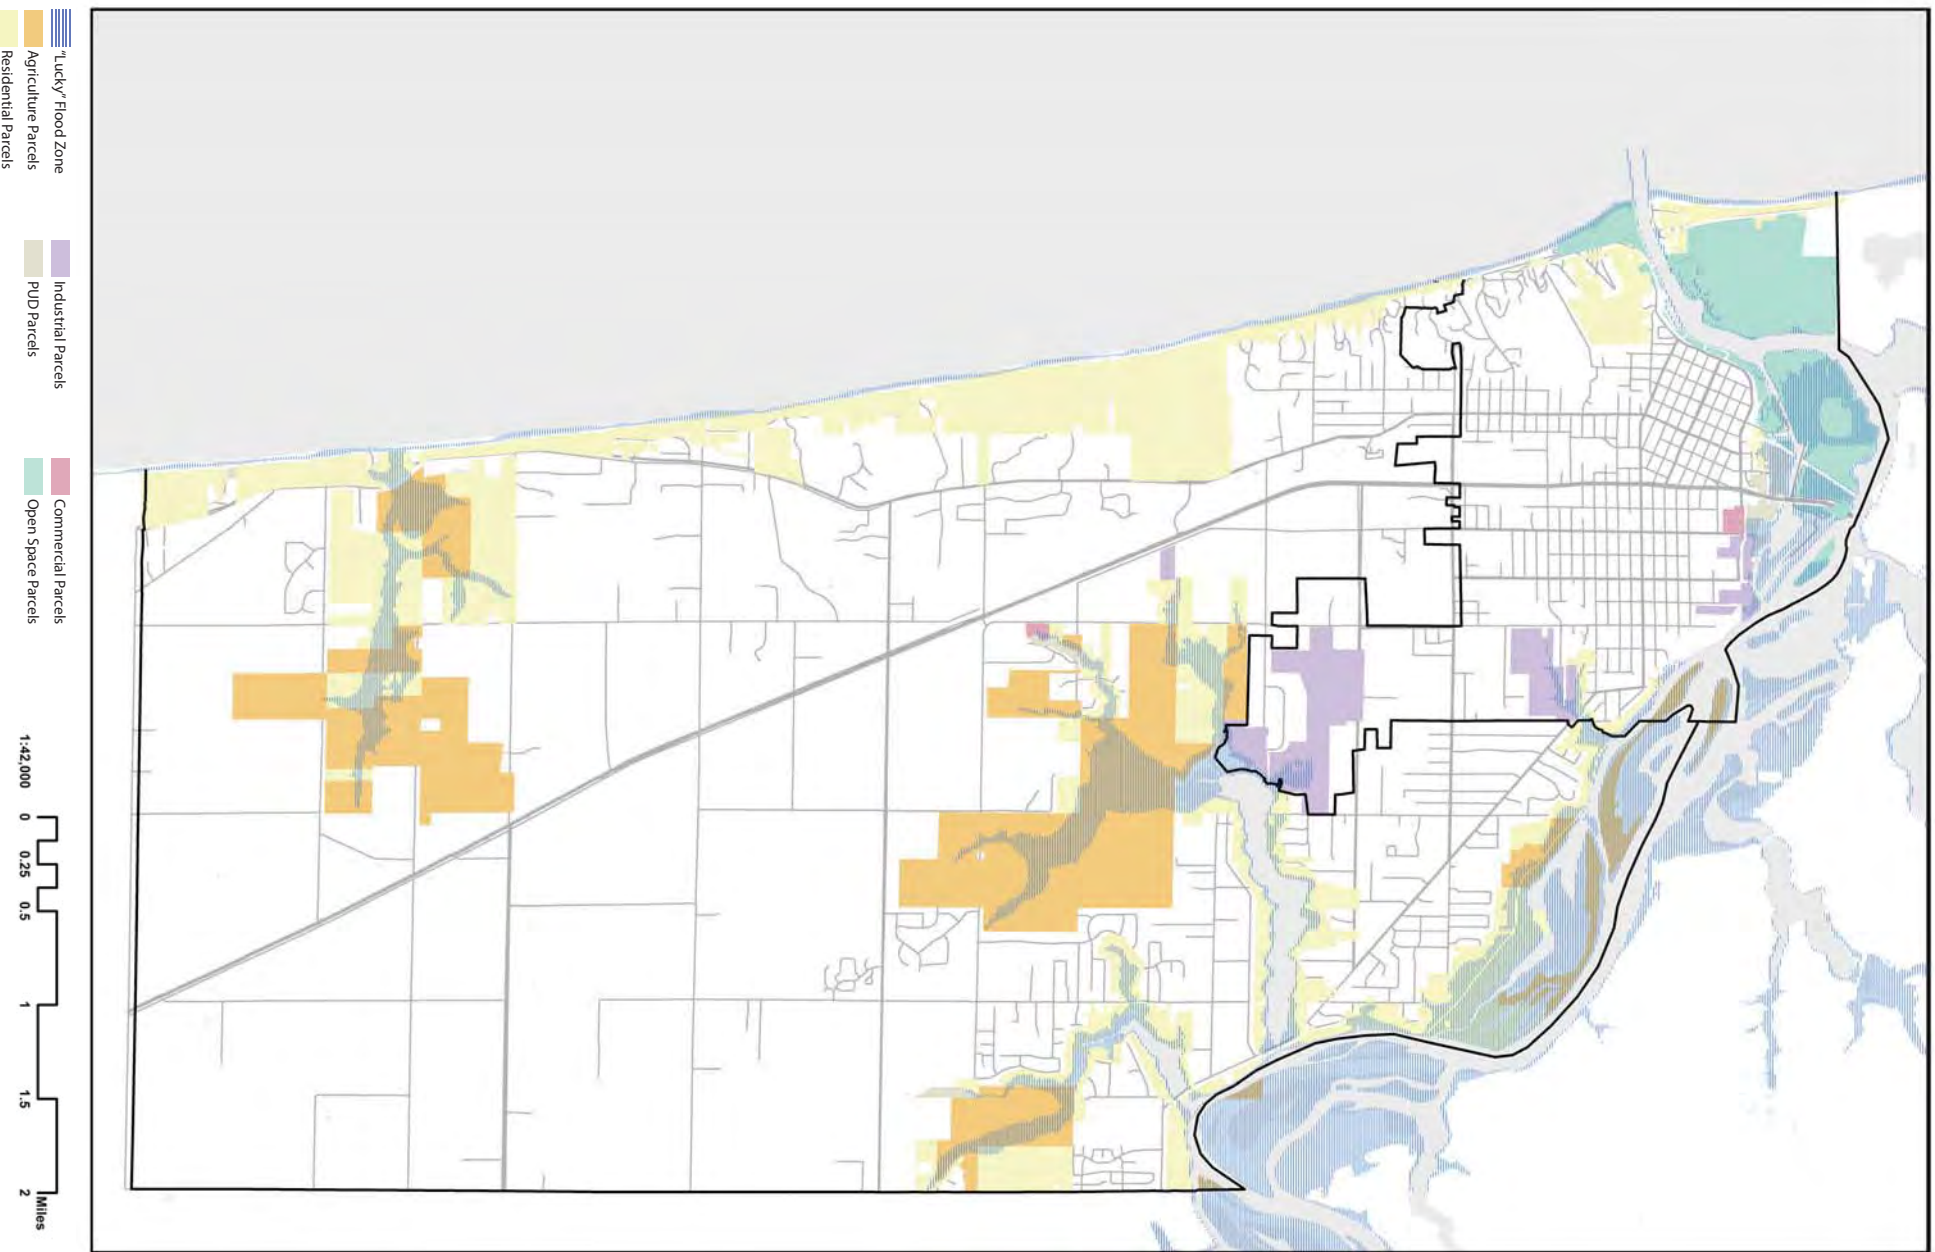 "Lucky" Flood Zone
Agriculture Parcels
Residential Parcels
Industrial Parcels
PUD Parcels
Commercial Parcels
Open Space Parcels
1:42,000
0 0.25 0.5 1 1.5 2
Miles